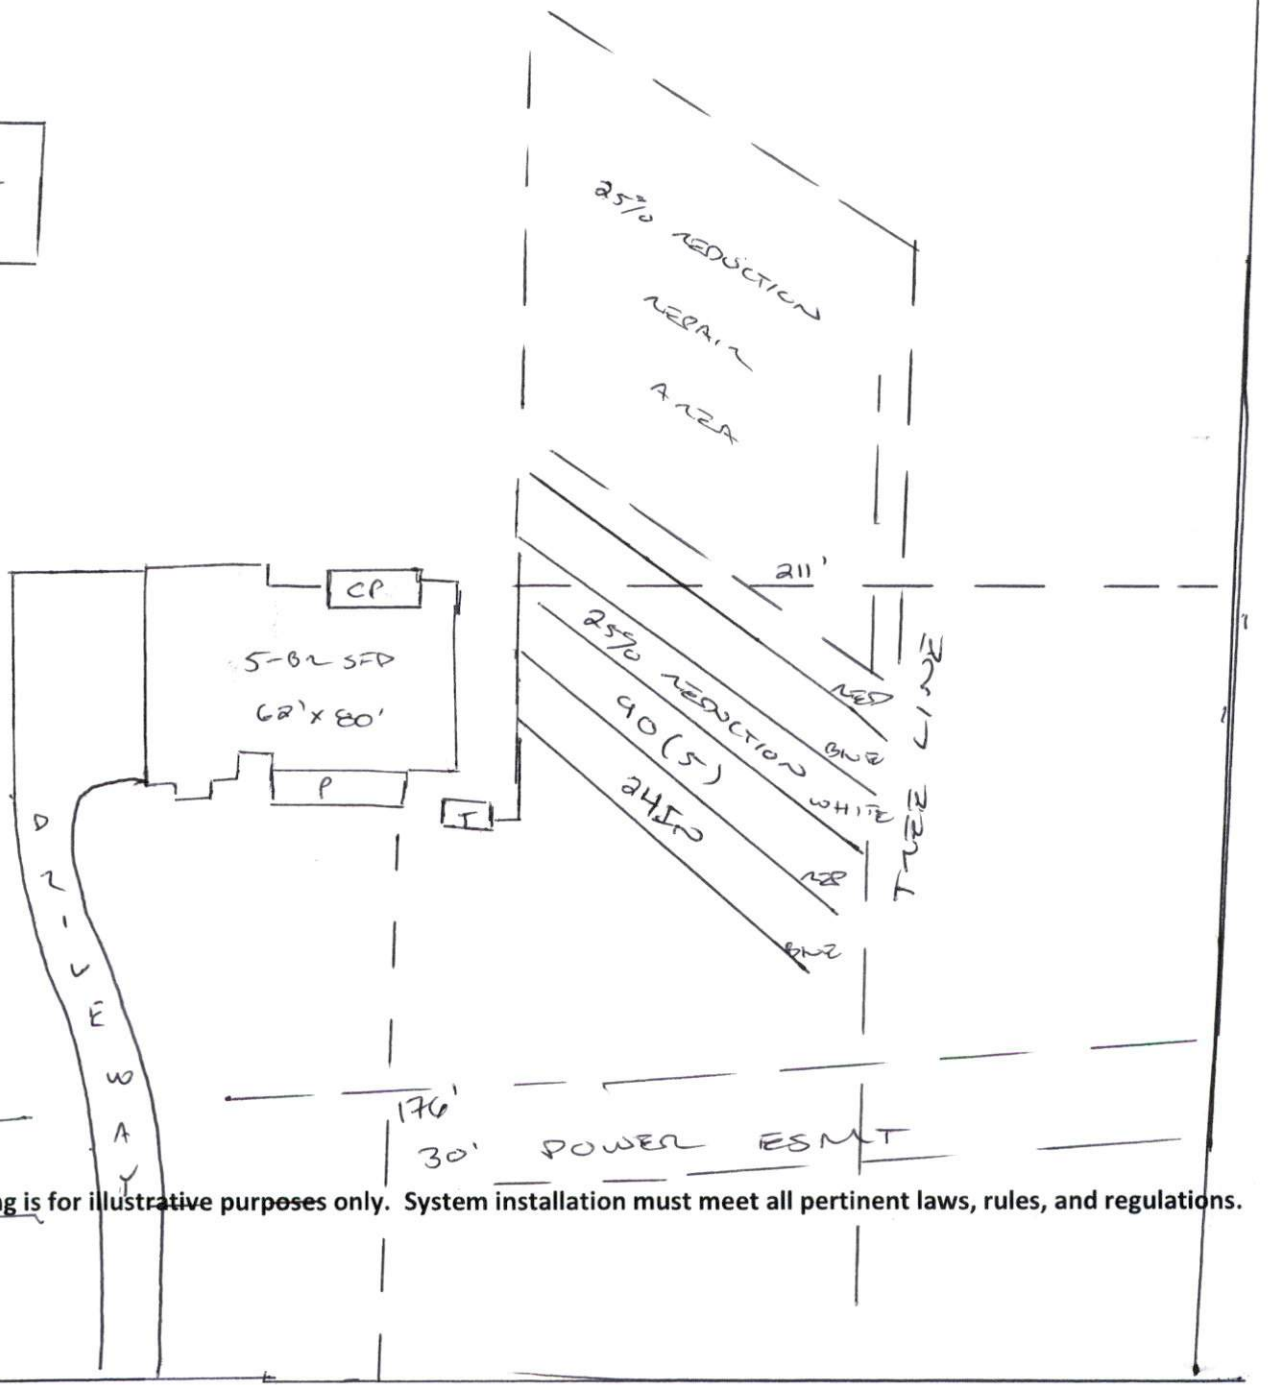 25% REDUCTION
REPAIR
AREA
211'
CP
5-BR SFD
62' x 80'
P
T
25% REDUCTION
90(5)
24IN
RED
BLUE
WHITE
RED
BLUE
TREE LINE
DRIVEWAY
176'
30' POWER ESMT
g is for illustrative purposes only. System installation must meet all pertinent laws, rules, and regulations.